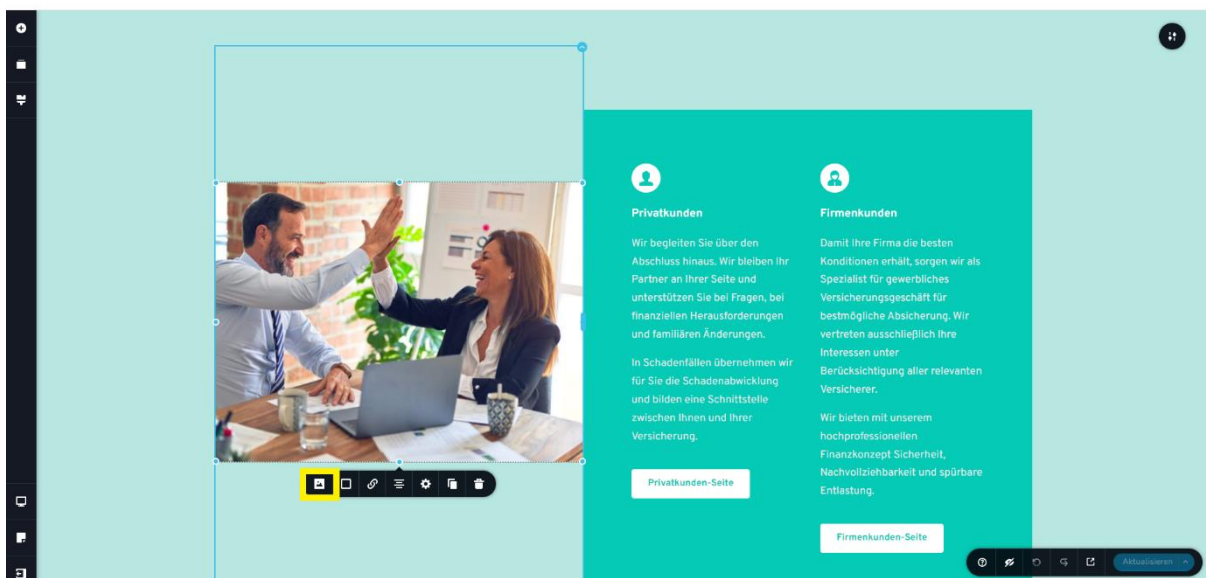 Privatkunden
Wir begleiten Sie über den
Abschluss hinaus. Wir bleiben Ihr
Partner an Ihrer Seite und
unterstützen Sie bei Fragen, bei
finanziellen Herausforderungen
und familiären Änderungen.
In Schadenfällen übernehmen wir
für Sie die Schadenabwicklung
und bilden eine Schnittstelle
zwischen Ihnen und Ihrer
Versicherung.
Privatkunden-Seite
Firmenkunden
Damit Ihre Firma die besten
Konditionen erhält, sorgen wir als
Spezialist für gewerbliches
Versicherungsgeschäft für
bestmögliche Absicherung. Wir
vertreten ausschließlich Ihre
Interessen unter
Berücksichtigung aller relevanten
Versicherer.
Wir bieten mit unserem
hochprofessionellen
Finanzkonzept Sicherheit,
Nachvollziehbarkeit und spürbare
Entlastung.
Firmenkunden-Seite
Aktualisieren